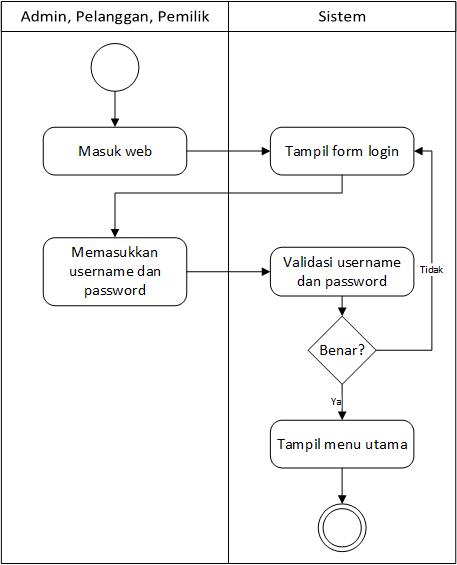 Admin, Pelanggan, Pemilik
Sistem
Masuk web
Tampil form login
Memasukkan
username dan
password
Validasi username
dan password
Tidak
Benar?
Ya
Tampil menu utama